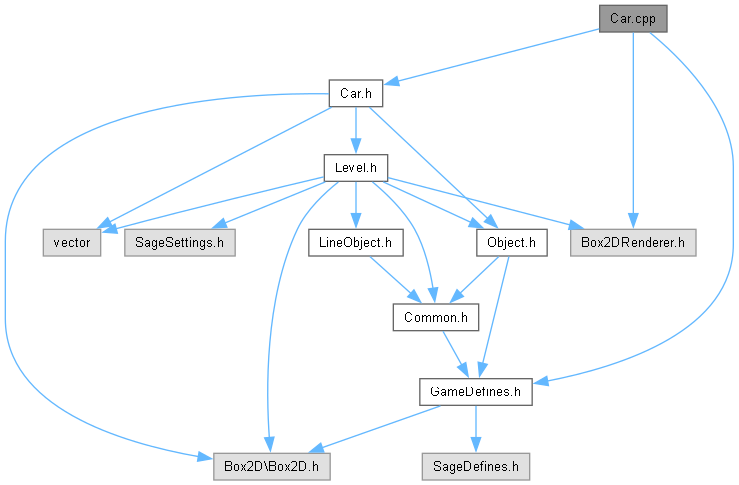 Car.cpp
Car.h
Level.h
vector
SageSettings.h
LineObject.h
Object.h
Box2DRenderer.h
Common.h
GameDefines.h
Box2D\Box2D.h
SageDefines.h